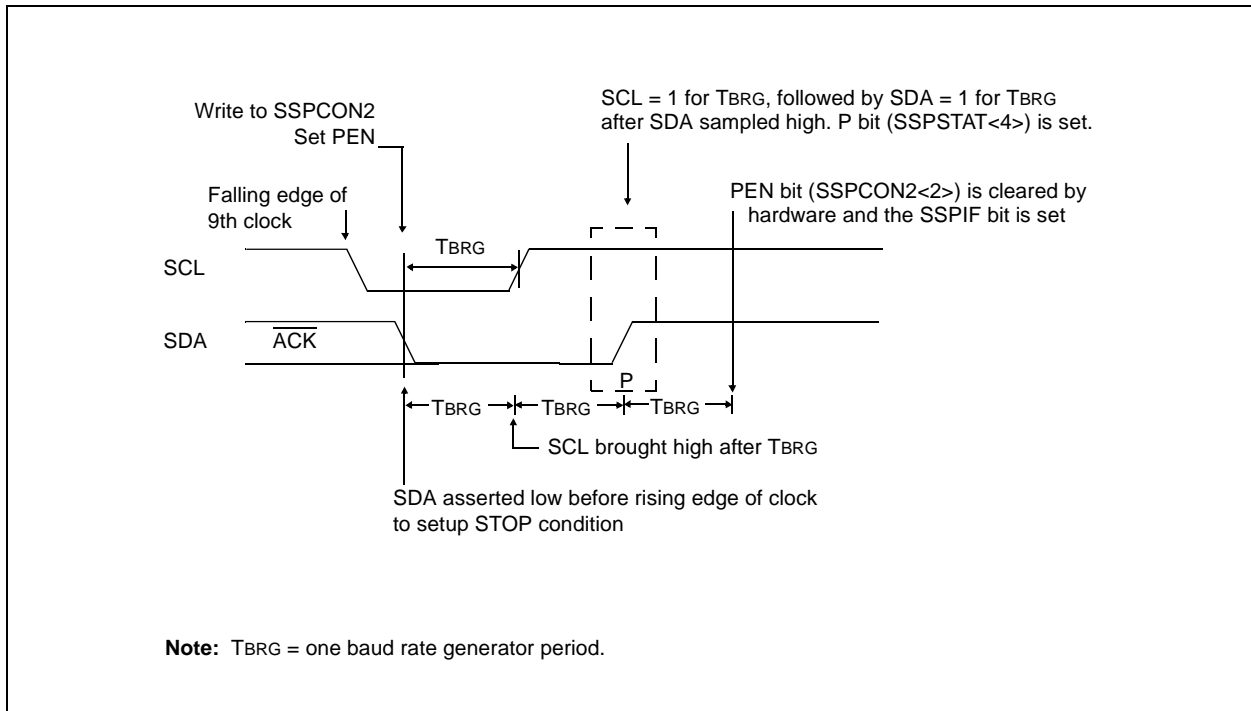 Write to SSPCON2
Set PEN
SCL = 1 for TBRG, followed by SDA = 1 for TBRG
after SDA sampled high. P bit (SSPSTAT<4>) is set.
Falling edge of
9th clock
PEN bit (SSPCON2<2>) is cleared by
hardware and the SSPIF bit is set
TBRG
SCL
SDA
ACK
P
TBRG
TBRG
TBRG
SCL brought high after TBRG
SDA asserted low before rising edge of clock
to setup STOP condition
Note: TBRG = one baud rate generator period.